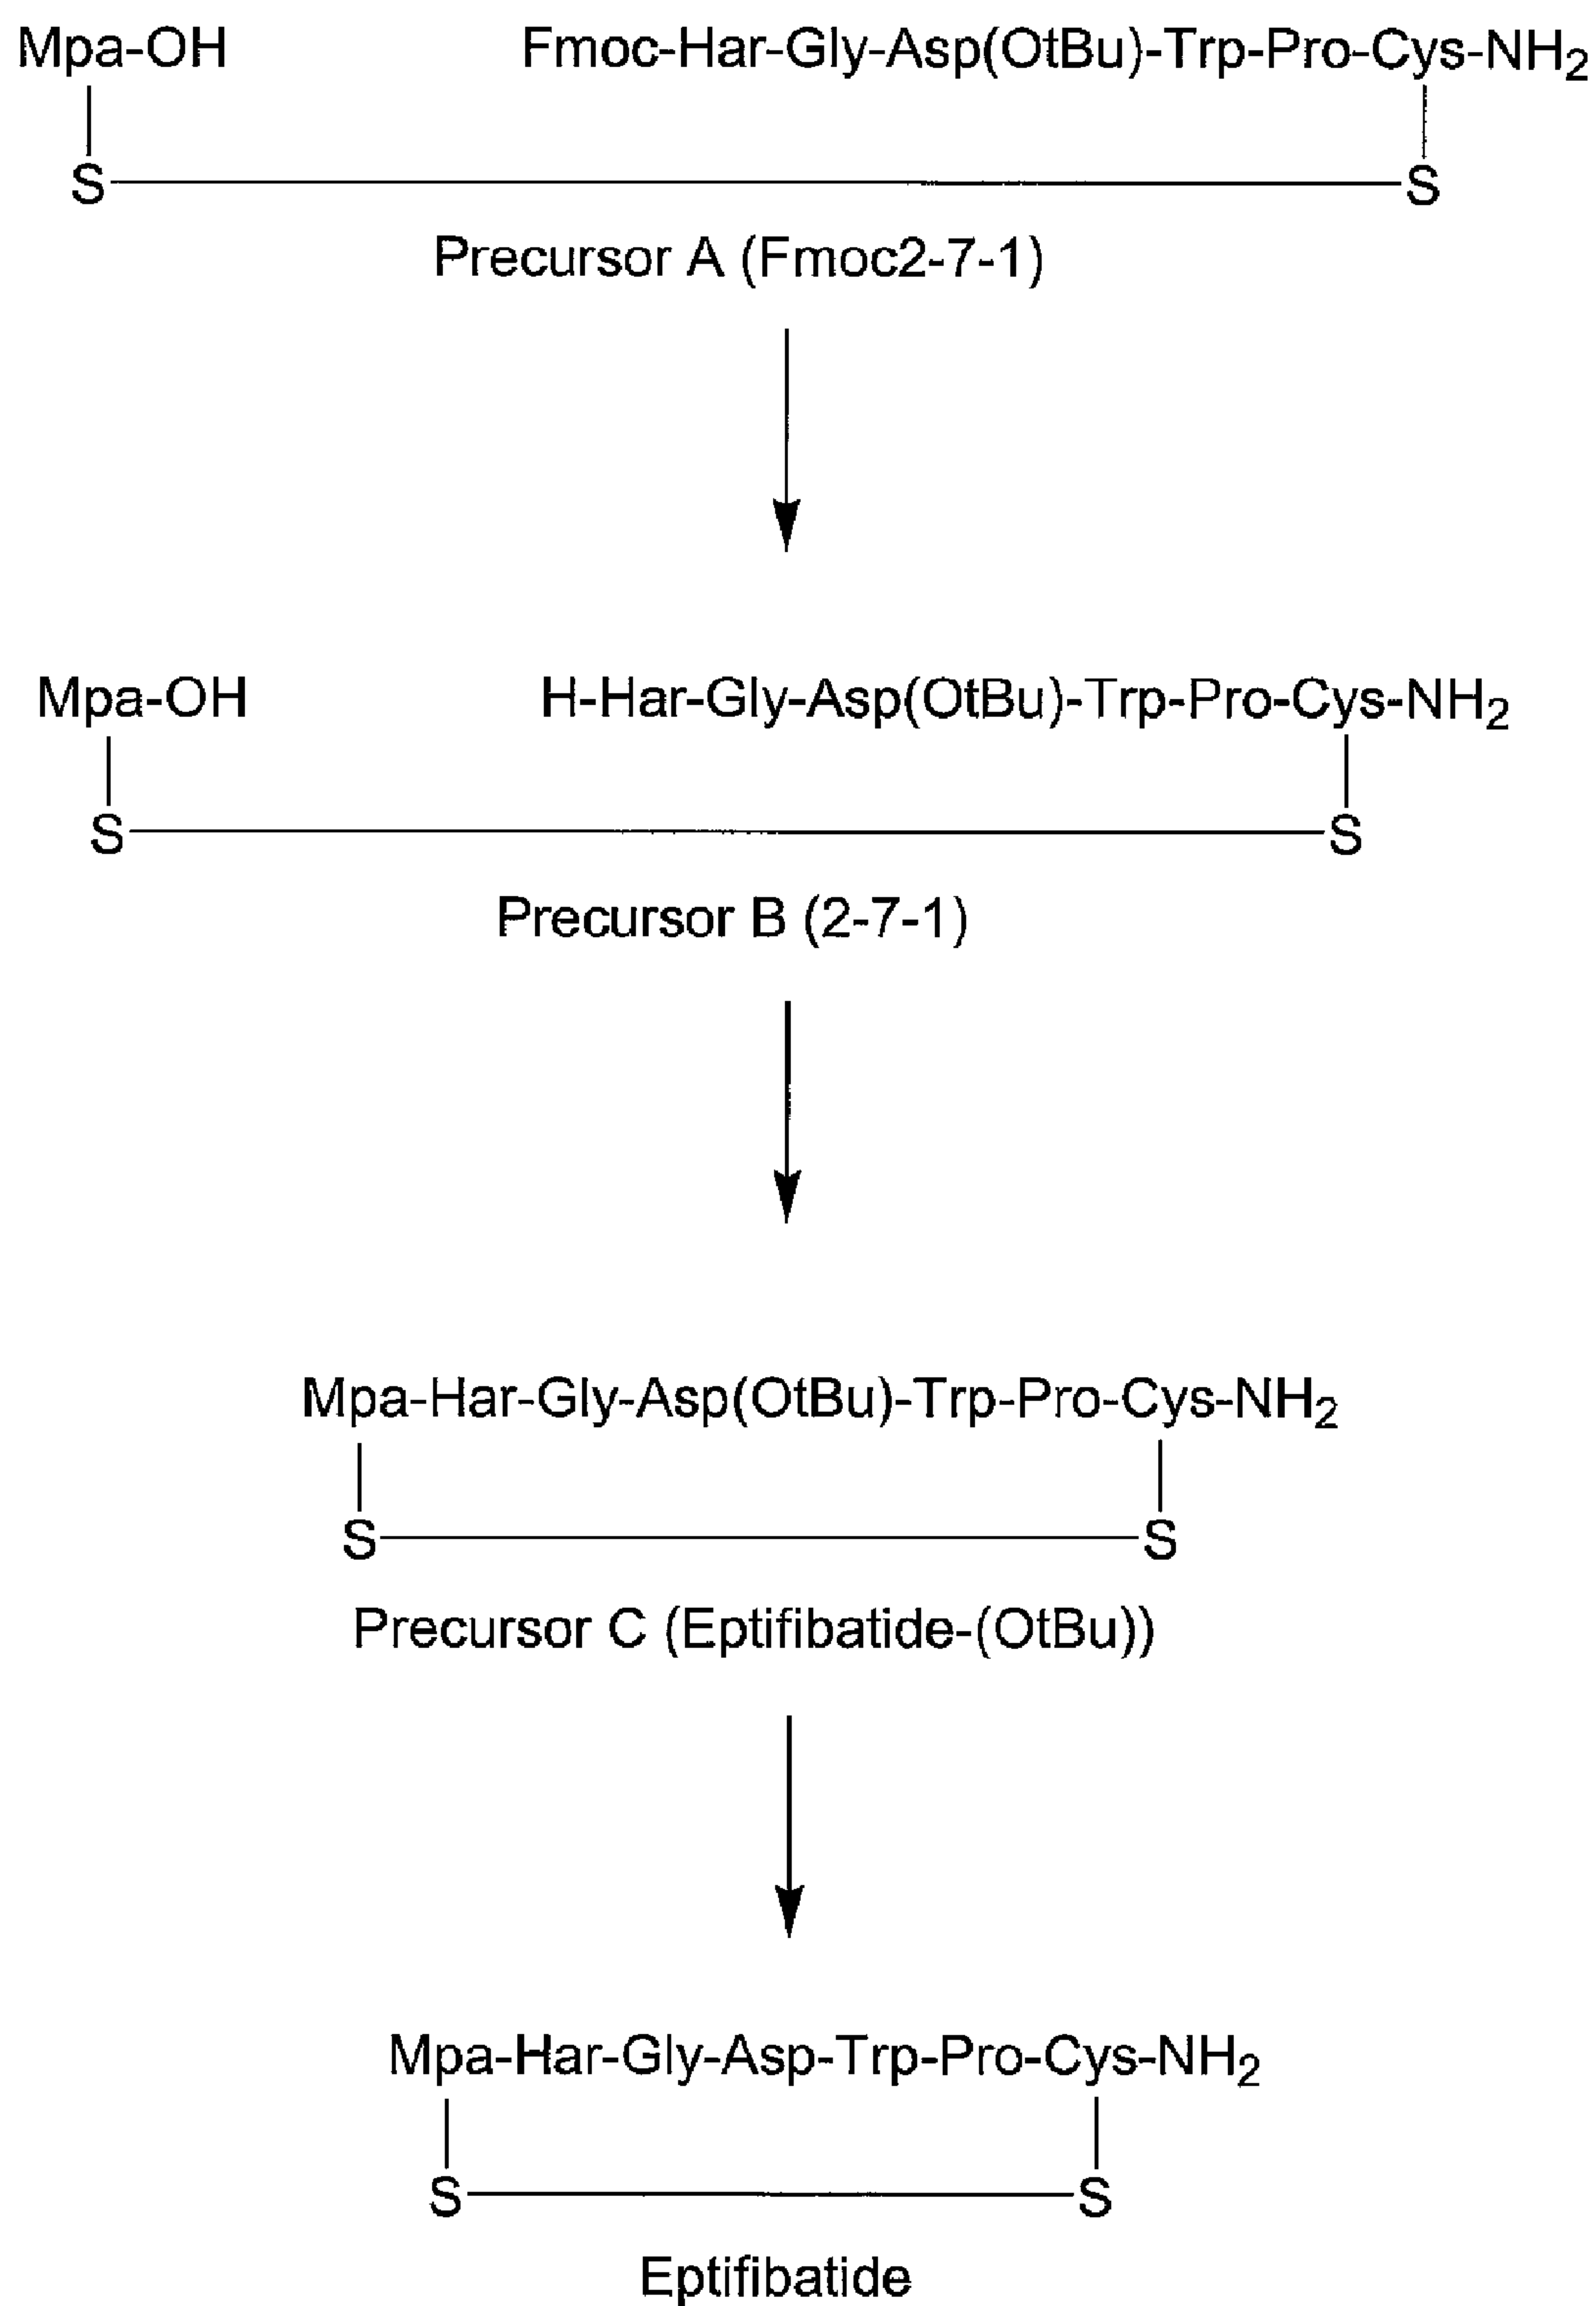 Mpa-OH Fmoc-Har-Gly-Asp(OtBu)-Trp-Pro-Cys-NH2
S S
Precursor A (Fmoc2-7-1)
Mpa-OH H-Har-Gly-Asp(OtBu)-Trp-Pro-Cys-NH2
S S
Precursor B (2-7-1)
Mpa-Har-Gly-Asp(OtBu)-Trp-Pro-Cys-NH2
S S
Precursor C (Eptifibatide-(OtBu))
Mpa-Har-Gly-Asp-Trp-Pro-Cys-NH2
S S
Eptifibatide